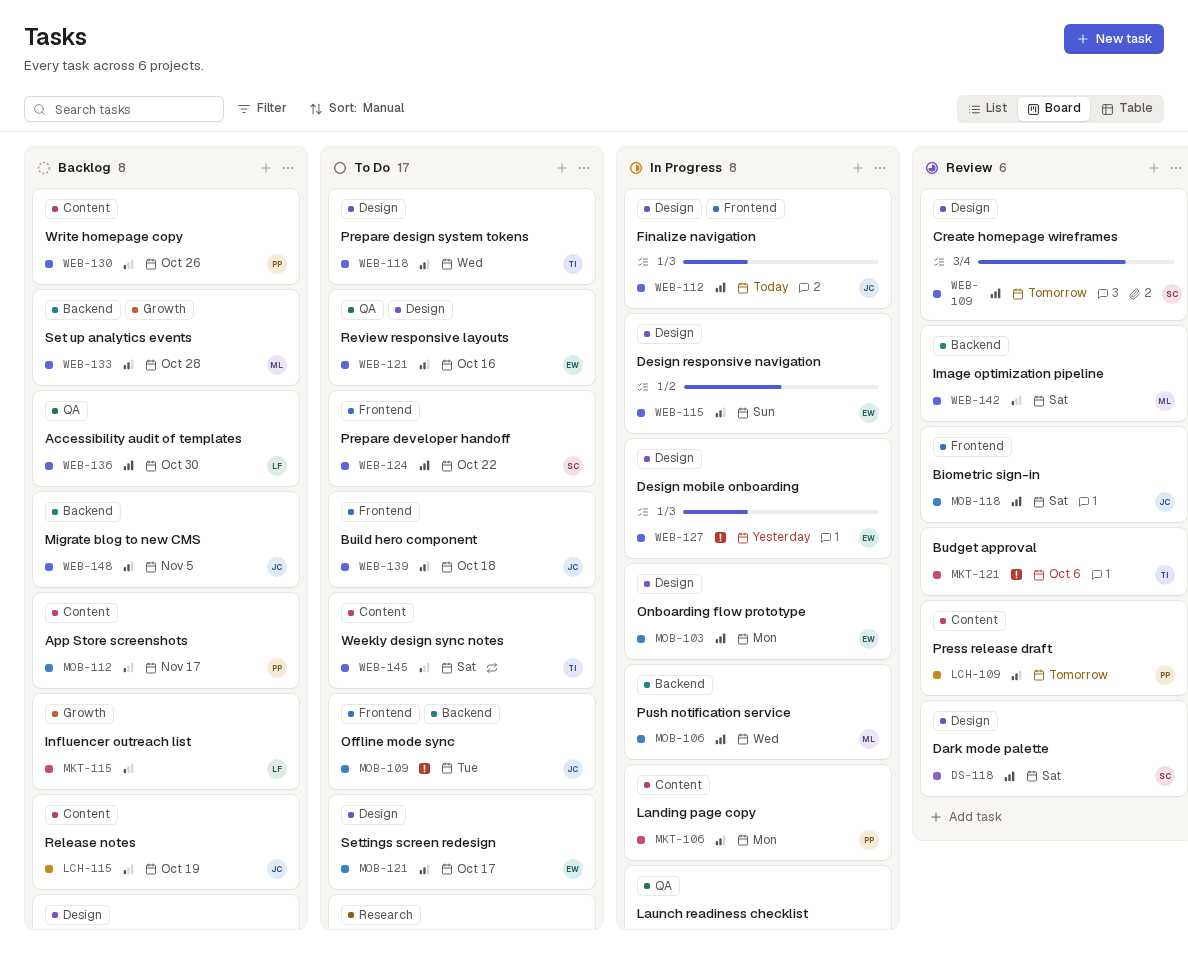 Tasks
Every task across 6 projects.
New task
Search tasks
Filter
Sort: Manual
List
Board
Table
Backlog 8
Content
Write homepage copy
WEB-130 Oct 26 PP
Backend Growth
Set up analytics events
WEB-133 Oct 28 ML
QA
Accessibility audit of templates
WEB-136 Oct 30 LF
Backend
Migrate blog to new CMS
WEB-148 Nov 5 JC
Content
App Store screenshots
MOB-112 Nov 17 PP
Growth
Influencer outreach list
MKT-115 LF
Content
Release notes
LCH-115 Oct 19 JC
Design
To Do 17
Design
Prepare design system tokens
WEB-118 Wed TI
QA Design
Review responsive layouts
WEB-121 Oct 16 EW
Frontend
Prepare developer handoff
WEB-124 Oct 22 SC
Frontend
Build hero component
WEB-139 Oct 18 JC
Content
Weekly design sync notes
WEB-145 Sat TI
Frontend Backend
Offline mode sync
MOB-109 Tue JC
Design
Settings screen redesign
MOB-121 Oct 17 EW
Research
In Progress 8
Design Frontend
Finalize navigation
1/3
WEB-112 Today 2 JC
Design
Design responsive navigation
1/2
WEB-115 Sun EW
Design
Design mobile onboarding
1/3
WEB-127 Yesterday 1 EW
Design
Onboarding flow prototype
MOB-103 Mon EW
Backend
Push notification service
MOB-106 Wed ML
Content
Landing page copy
MKT-106 Mon PP
QA
Launch readiness checklist
Review 6
Design
Create homepage wireframes
3/4
WEB-
109 Tomorrow 3 2 SC
Backend
Image optimization pipeline
WEB-142 Sat ML
Frontend
Biometric sign-in
MOB-118 Sat 1 JC
Budget approval
MKT-121 Oct 6 1 TI
Content
Press release draft
LCH-109 Tomorrow PP
Design
Dark mode palette
DS-118 Sat SC
Add task